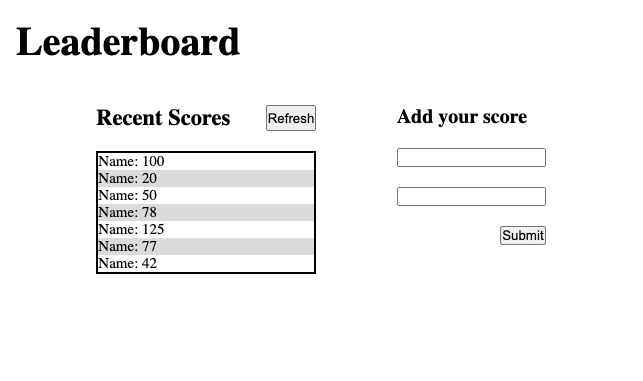 Leaderboard
Recent Scores
Refresh
Name: 100
Name: 20
Name: 50
Name: 78
Name: 125
Name: 77
Name: 42
Add your score
Submit